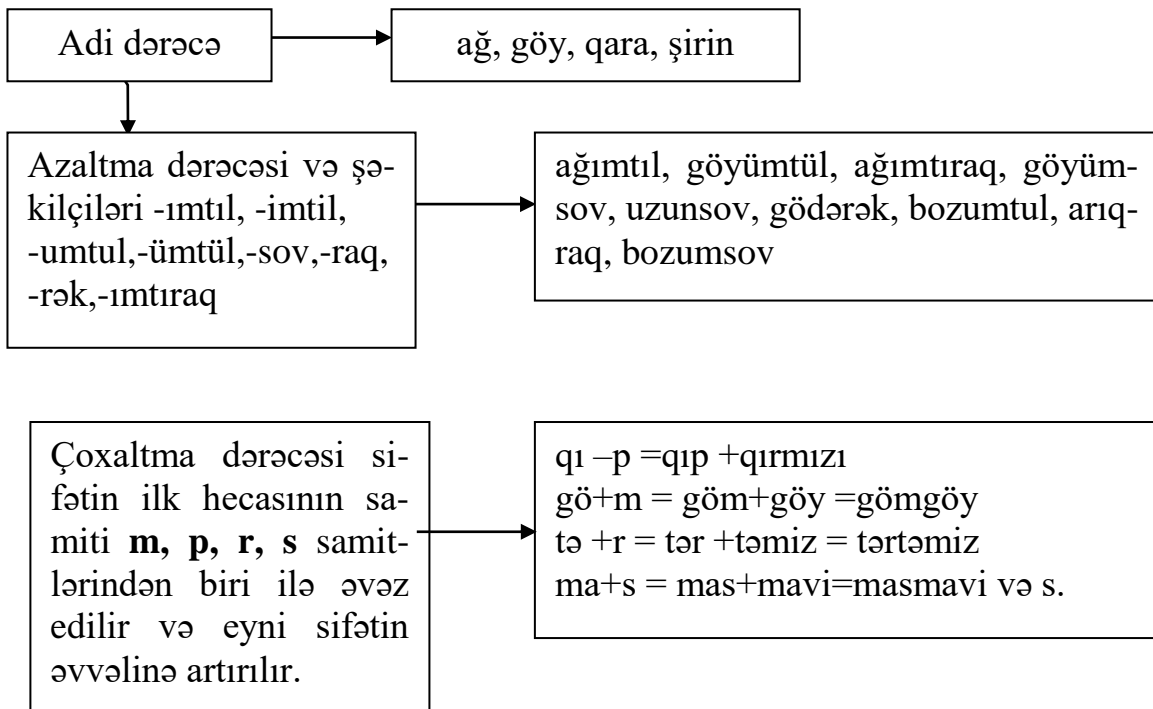 Adi dərəcə
ağ, göy, qara, şirin
Azaltma dərəcəsi və şə-
kilçiləri -ımtıl, -imtil,
-umtul,-ümtül,-sov,-raq,
-rək,-ımtıraq
ağımtıl, göyümtül, ağımtıraq, göyüm-
sov, uzunsov, gödərək, bozumtul, arıq-
raq, bozumsov
Çoxaltma dərəcəsi si-
fətin ilk hecasının sa-
miti m, p, r, s samit-
lərindən biri ilə əvəz
edilir və eyni sifətin
əvvəlinə artırılır.
qı –p =qıp +qırmızı
gö+m = göm+göy =gömgöy
tə +r = tər +təmiz = tərtəmiz
ma+s = mas+mavi=masmavi və s.